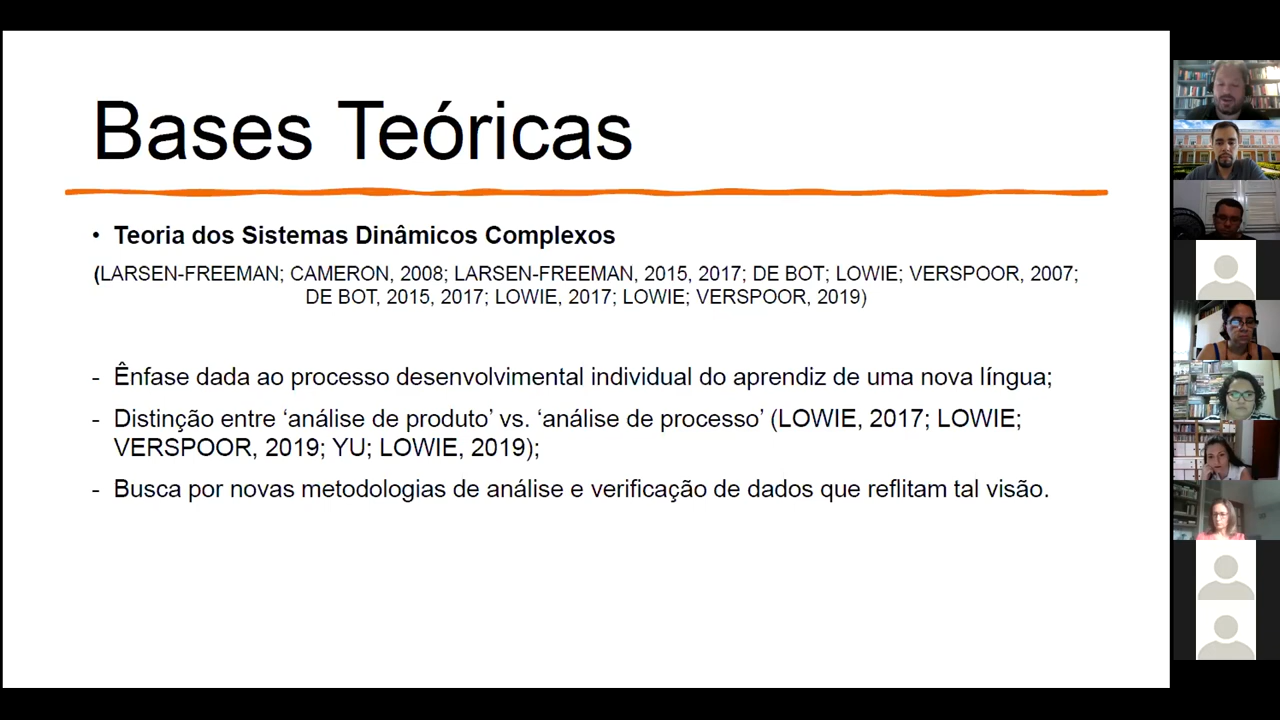 Bases Teóricas
• Teoria dos Sistemas Dinâmicos Complexos
(LARSEN-FREEMAN; CAMERON, 2008; LARSEN-FREEMAN, 2015, 2017; DE BOT; LOWIE; VERSPOOR, 2007;
DE BOT, 2015, 2017; LOWIE, 2017; LOWIE; VERSPOOR, 2019)
- Ênfase dada ao processo desenvolvimental individual do aprendiz de uma nova língua;
- Distinção entre ‘análise de produto’ vs. ‘análise de processo’ (LOWIE, 2017; LOWIE;
VERSPOOR, 2019; YU; LOWIE, 2019);
- Busca por novas metodologias de análise e verificação de dados que reflitam tal visão.